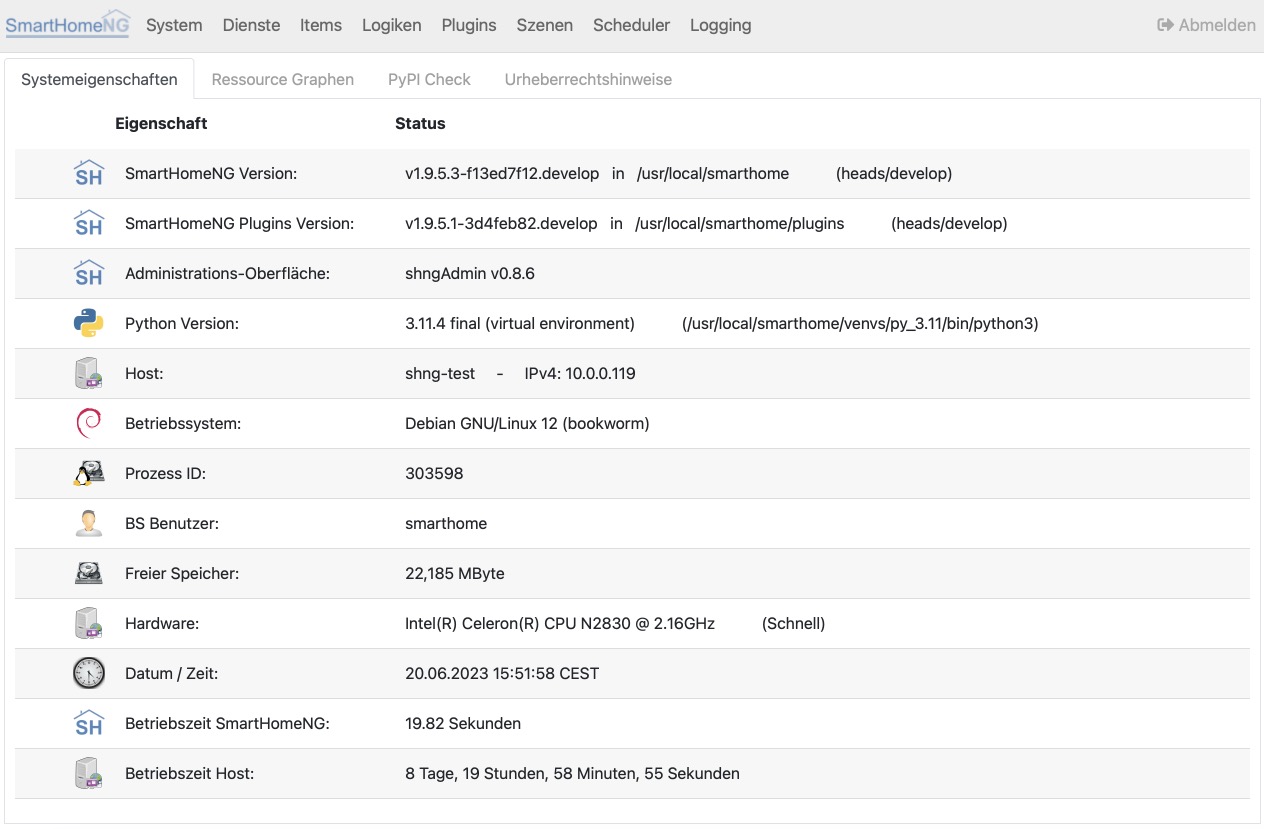 SmartHomeNG System Dienste Items Logiken Plugins Szenen Scheduler Logging Abmelden
Systemeigenschaften Ressource Graphen PyPI Check Urheberrechtshinweise
Eigenschaft Status
SH SmartHomeNG Version: v1.9.5.3-f13ed7f12.develop in /usr/local/smarthome (heads/develop)
SH SmartHomeNG Plugins Version: v1.9.5.1-3d4feb82.develop in /usr/local/smarthome/plugins (heads/develop)
SH Administrations-Oberfläche: shngAdmin v0.8.6
Python Version: 3.11.4 final (virtual environment) (/usr/local/smarthome/venvs/py_3.11/bin/python3)
Host: shng-test - IPv4: 10.0.0.119
Betriebssystem: Debian GNU/Linux 12 (bookworm)
Prozess ID: 303598
BS Benutzer: smarthome
Freier Speicher: 22,185 MByte
Hardware: Intel(R) Celeron(R) CPU N2830 @ 2.16GHz (Schnell)
Datum / Zeit: 20.06.2023 15:51:58 CEST
SH Betriebszeit SmartHomeNG: 19.82 Sekunden
Betriebszeit Host: 8 Tage, 19 Stunden, 58 Minuten, 55 Sekunden